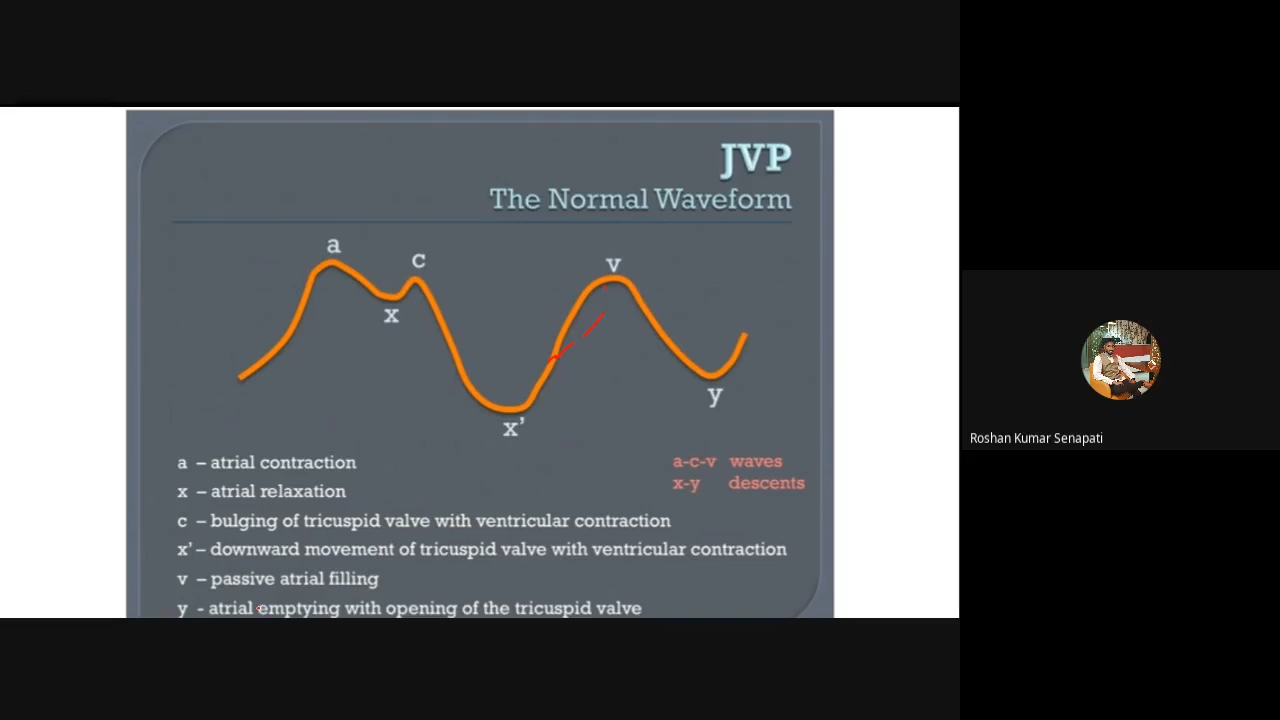 JVP
The Normal Waveform
a
c
v
x
y
x’
a – atrial contraction
x – atrial relaxation
c – bulging of tricuspid valve with ventricular contraction
x’ – downward movement of tricuspid valve with ventricular contraction
v – passive atrial filling
y - atrial emptying with opening of the tricuspid valve
a-c-v waves
x-y descents
Roshan Kumar Senapati